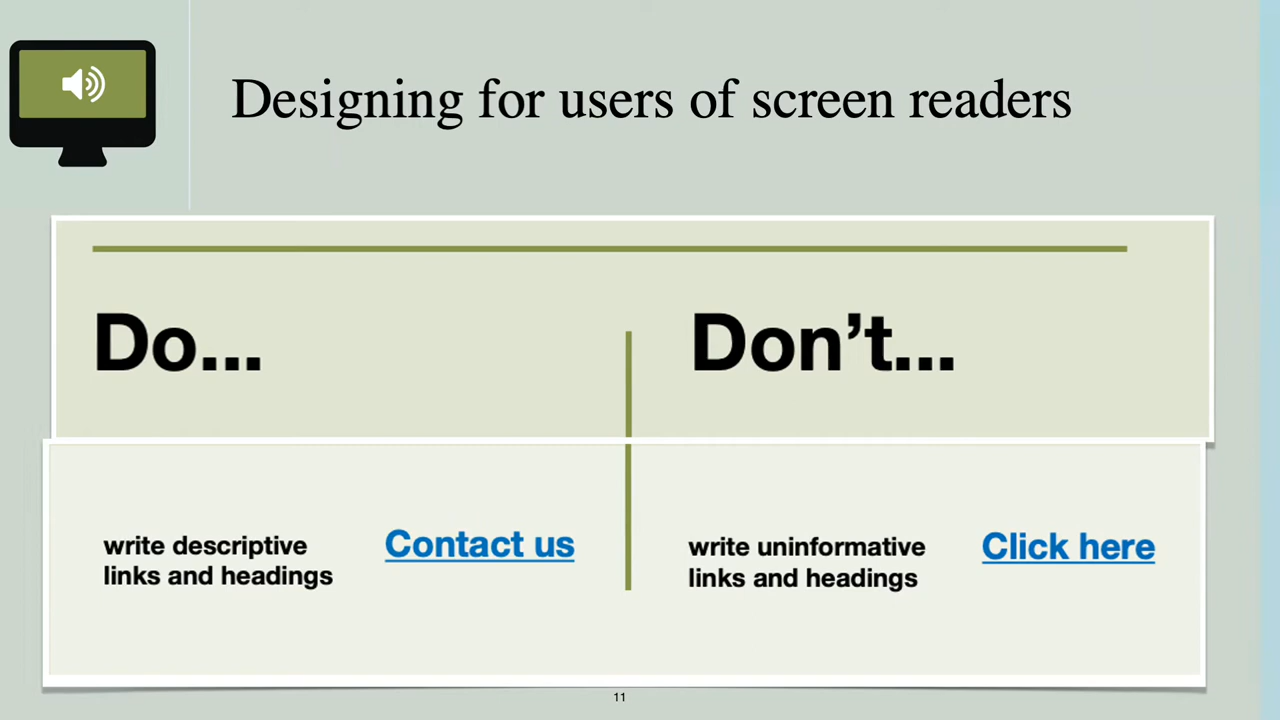 Designing for users of screen readers
Do...
Don’t...
write descriptive
links and headings
Contact us
write uninformative
links and headings
Click here
11